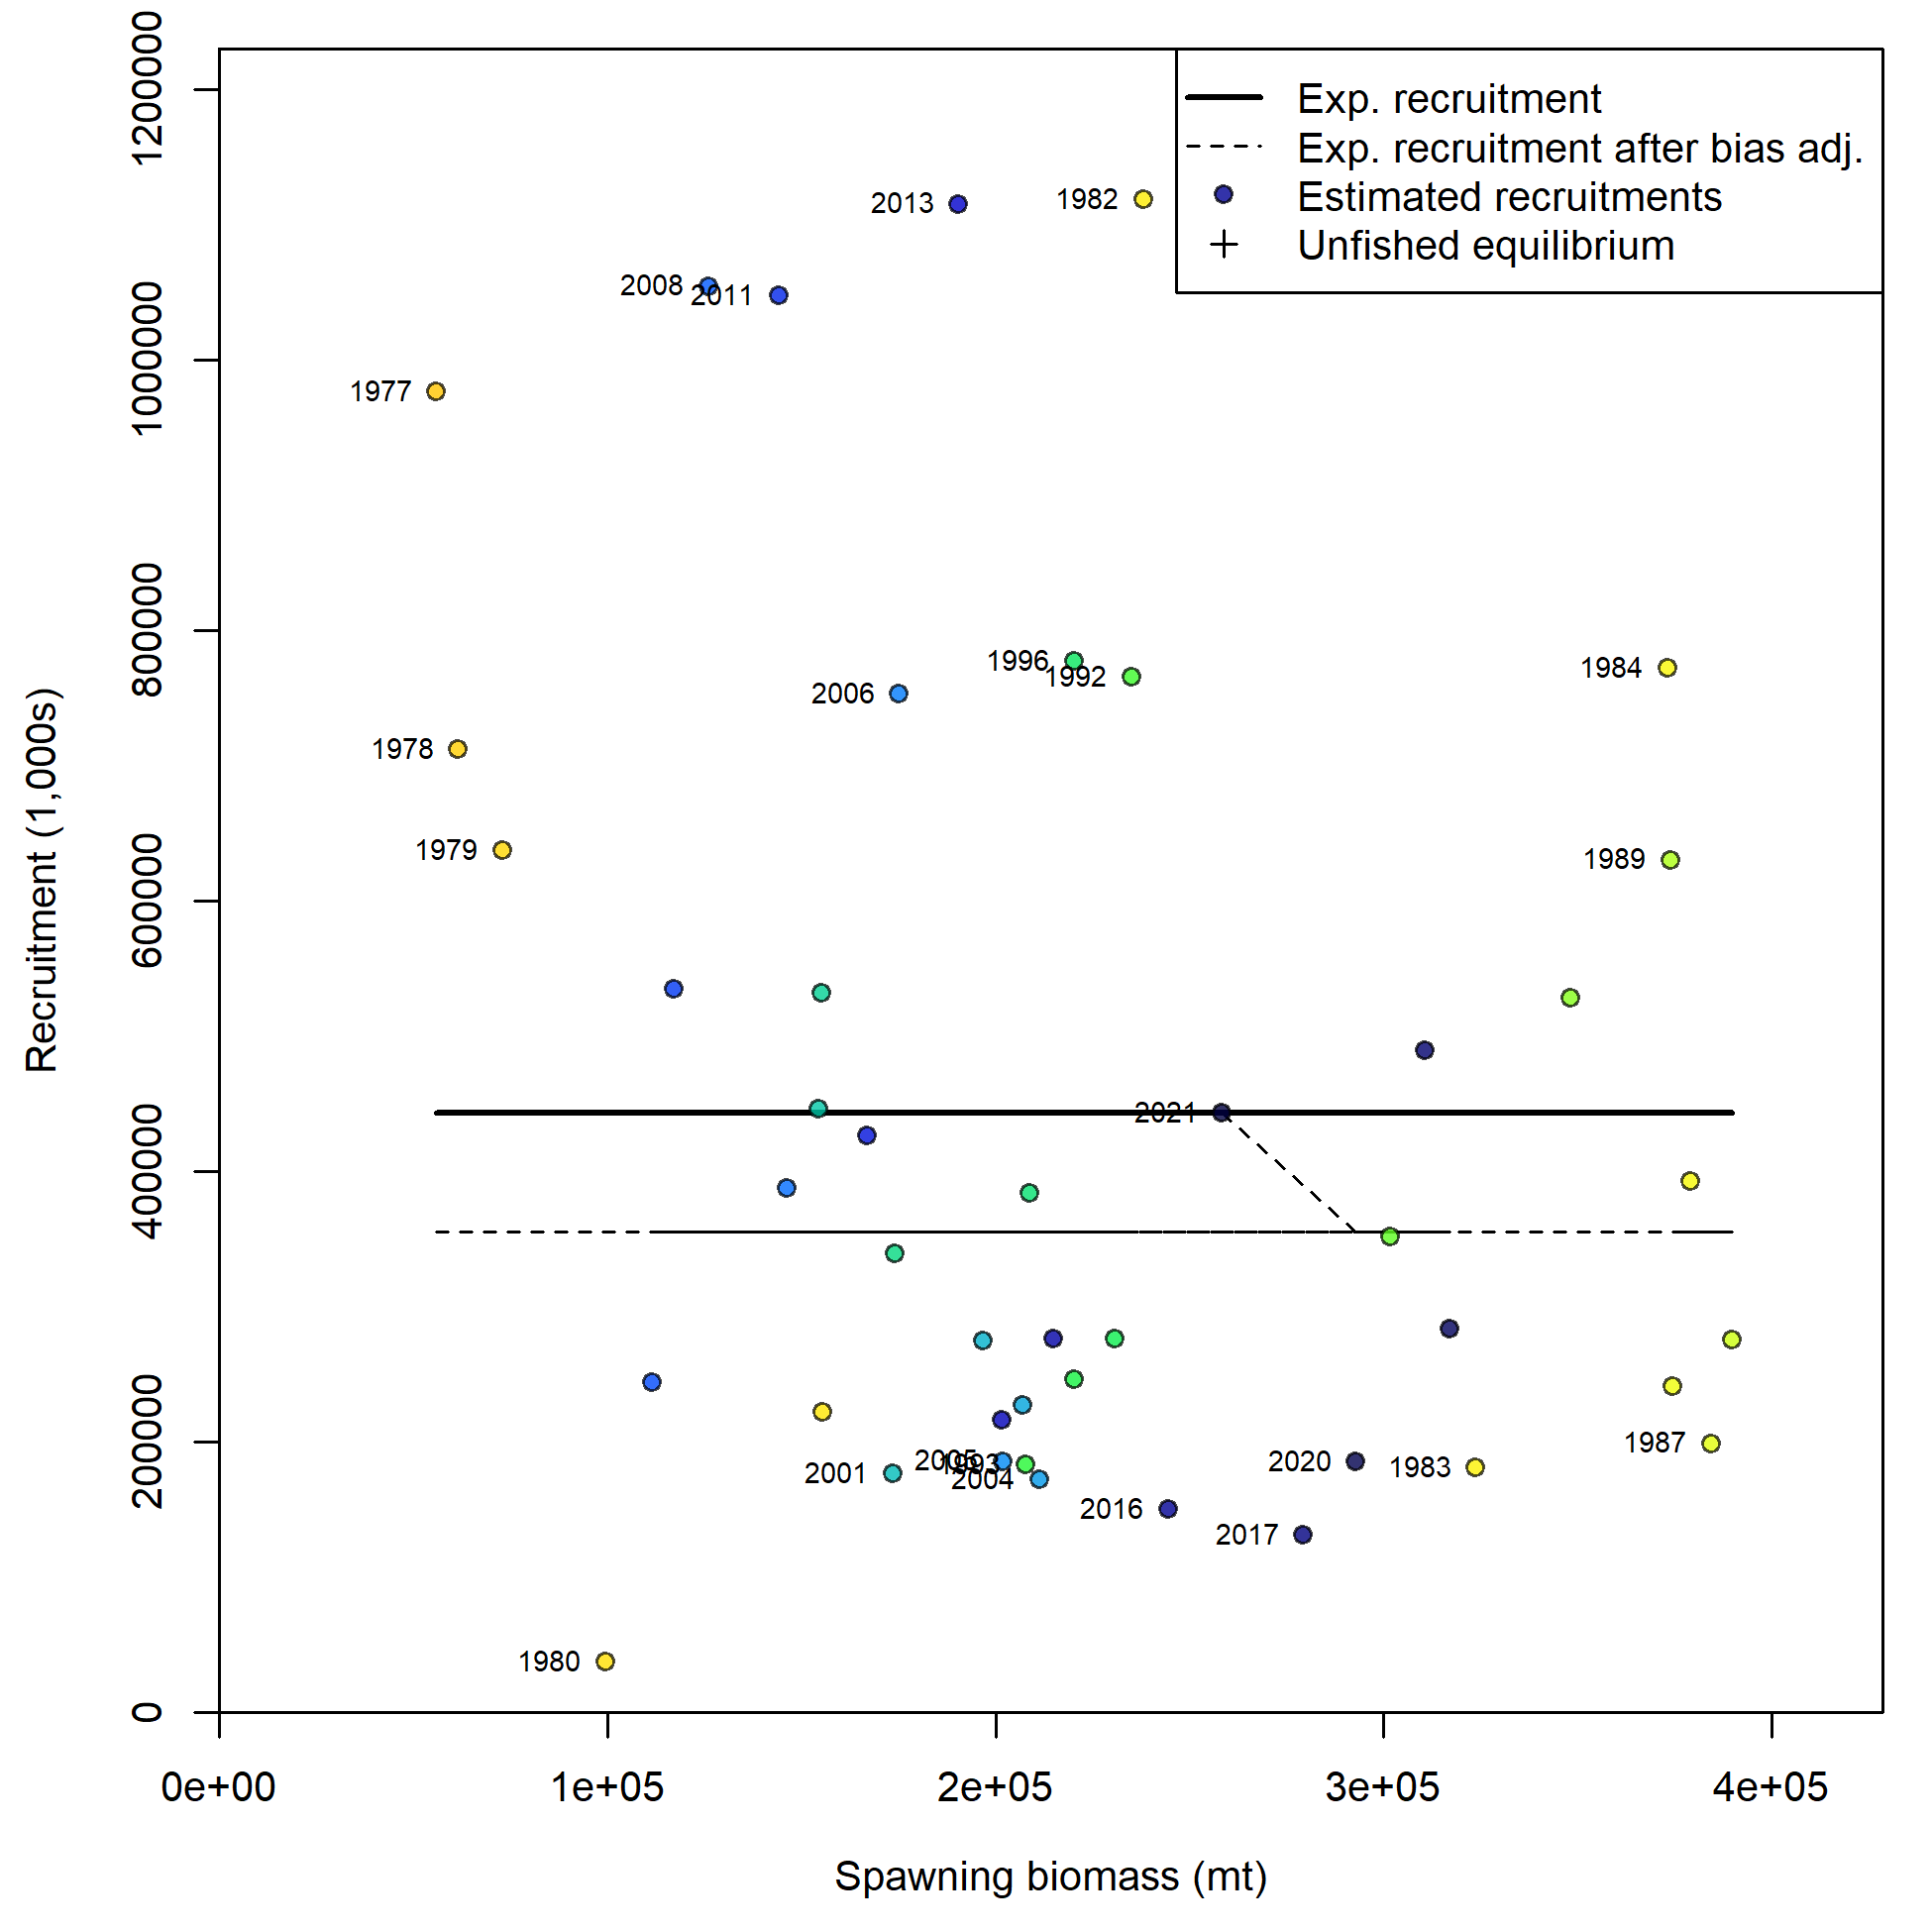 Exp. recruitment
Exp. recruitment after bias adj.
Estimated recruitments
Unfished equilibrium
1200000
1000000
800000
600000
400000
200000
0
Recruitment (1,000s)
2013
1982
2008
2011
1977
1996
1992
1984
2006
1978
1979
1989
2021
2005
1993
2001
2004
2020
1983
1987
2016
2017
1980
0e+00
1e+05
2e+05
3e+05
4e+05
Spawning biomass (mt)